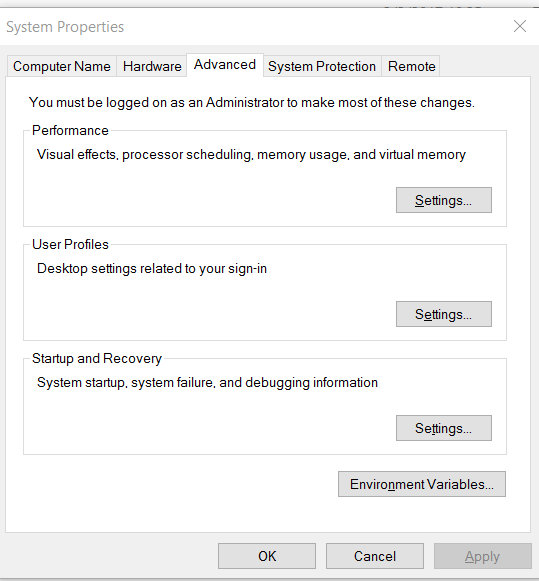 System Properties
Computer Name Hardware Advanced System Protection Remote
You must be logged on as an Administrator to make most of these changes.
Performance
Visual effects, processor scheduling, memory usage, and virtual memory
Settings...
User Profiles
Desktop settings related to your sign-in
Settings...
Startup and Recovery
System startup, system failure, and debugging information
Settings...
Environment Variables...
OK Cancel Apply